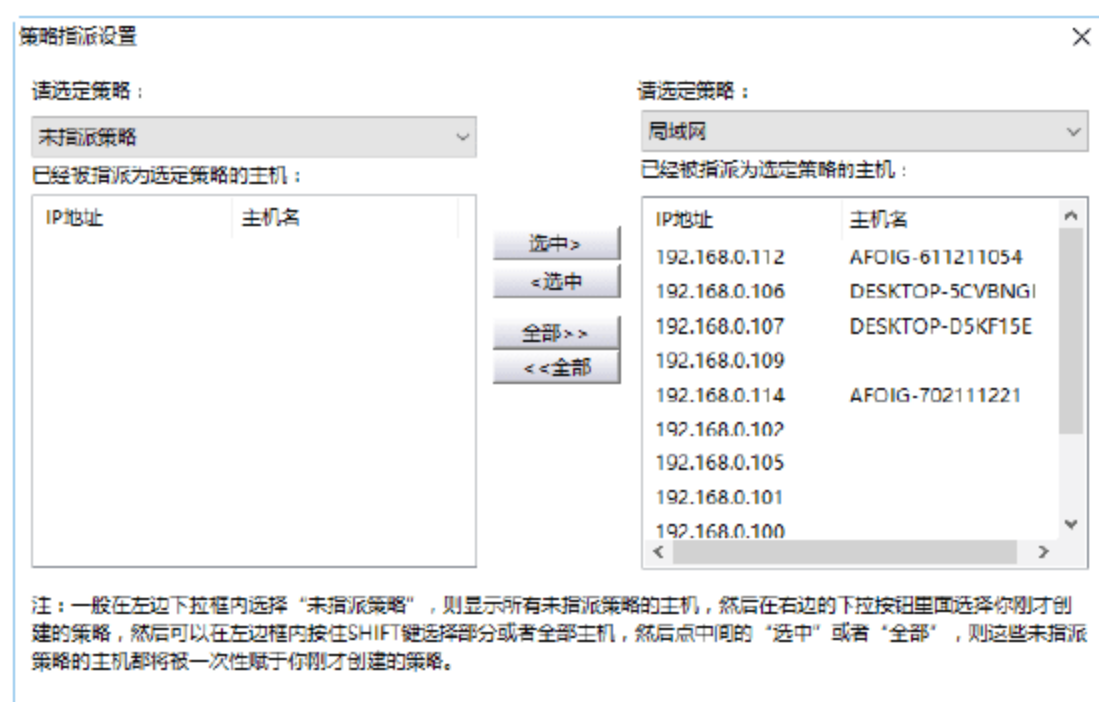 策略指派设置
请选定策略：
未指派策略
已经被指派为选定策略的主机：
IP地址 主机名
选中>
<选中
全部>>
<<全部
请选定策略：
局域网
已经被指派为选定策略的主机：
IP地址 主机名
192.168.0.112 AFOIG-611211054
192.168.0.106 DESKTOP-5CVBNGI
192.168.0.107 DESKTOP-D5KF15E
192.168.0.109
192.168.0.114 AFOIG-702111221
192.168.0.102
192.168.0.105
192.168.0.101
192.168.0.100
注：一般在左边下拉框内选择“未指派策略”，则显示所有未指派策略的主机，然后在右边的下拉按钮里面选择你刚才创
建的策略，然后可以在左边框内按住SHIFT键选择部分或者全部主机，然后点中间的“选中”或者“全部”，则这些未指派
策略的主机都将被一次性赋于你刚才创建的策略。